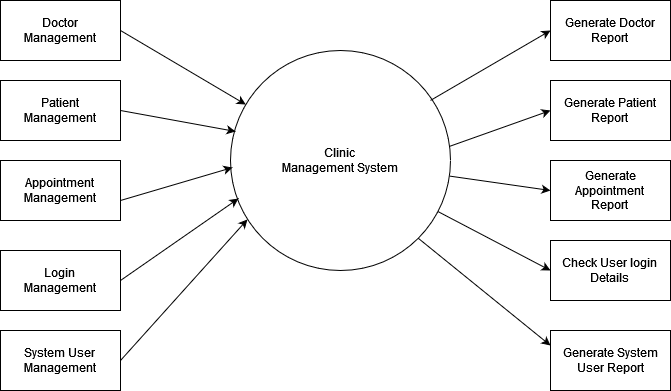 Doctor
Management
Patient
Management
Appointment
Management
Login
Management
System User
Management
Clinic
Management System
Generate Doctor
Report
Generate Patient
Report
Generate
Appointment
Report
Check User login
Details
Generate System
User Report